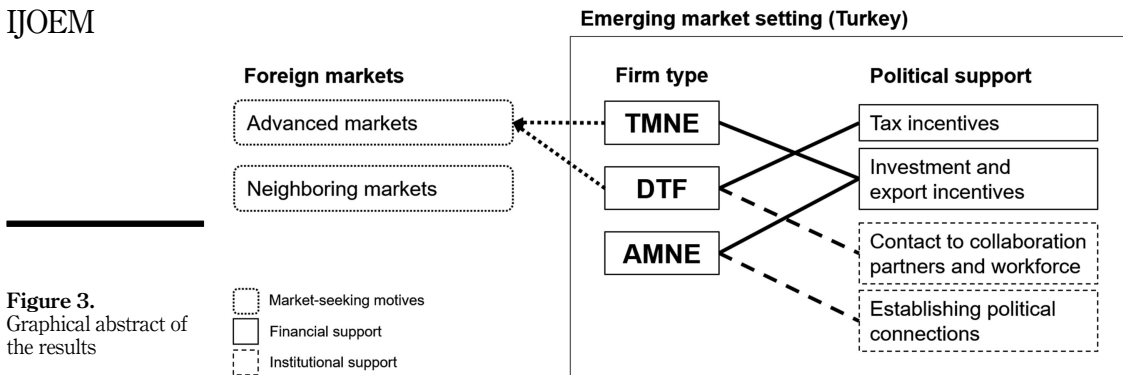 IJOEM
Emerging market setting (Turkey)
Foreign markets
Firm type
Political support
Advanced markets
TMNE
Tax incentives
Neighboring markets
DTF
Investment and
export incentives
AMNE
Contact to collaboration
partners and workforce
Establishing political
connections
Figure 3.
Graphical abstract of
the results
Market-seeking motives
Financial support
Institutional support